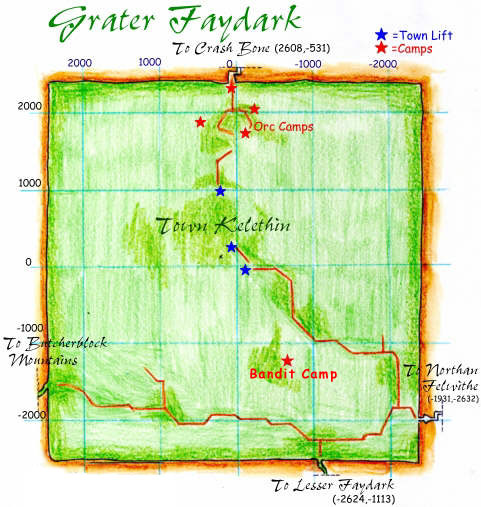 Grater Faydark
=Town Lift
=Camps
To Crash Bone (2608,-531)
2000 1000 0 -1000 -2000
2000
Orc Camps
1000
Town Kelethin
0
-1000
To Butcherblock
Mountains
Bandit Camp
To Northan
Felwithe
(-1931,-2632)
-2000
To Lesser Faydark
(-2624,-1113)